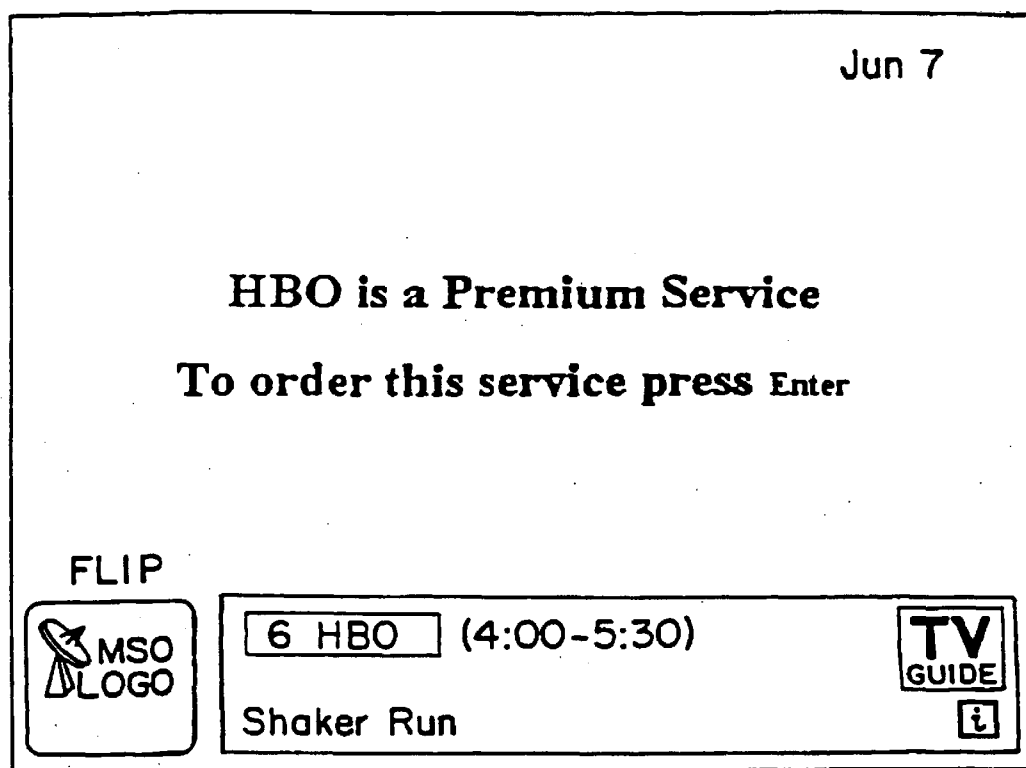 Jun 7
HBO is a Premium Service
To order this service press Enter
FLIP
MSO
LOGO
6 HBO (4:00-5:30)
TV
GUIDE
Shaker Run
i